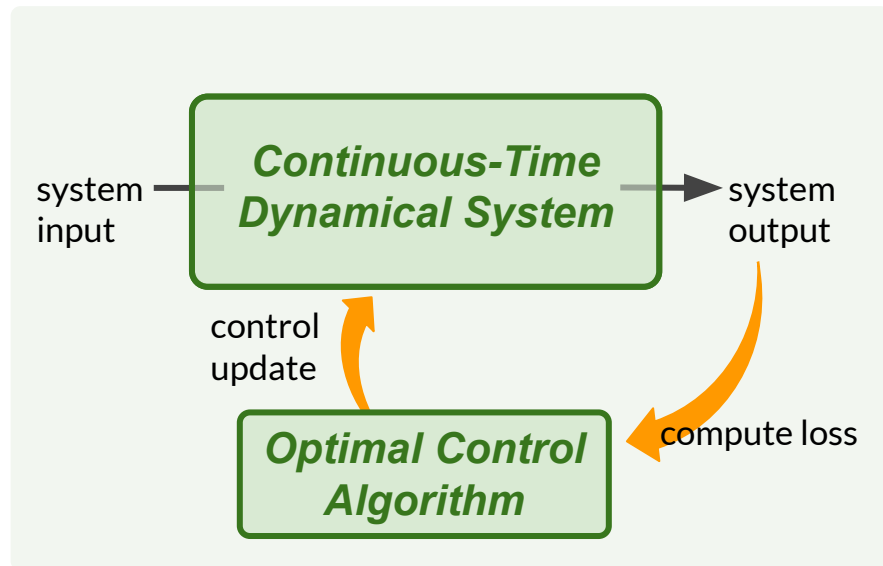 Continuous-Time
Dynamical System
system
input
system
output
control
update
compute loss
Optimal Control
Algorithm